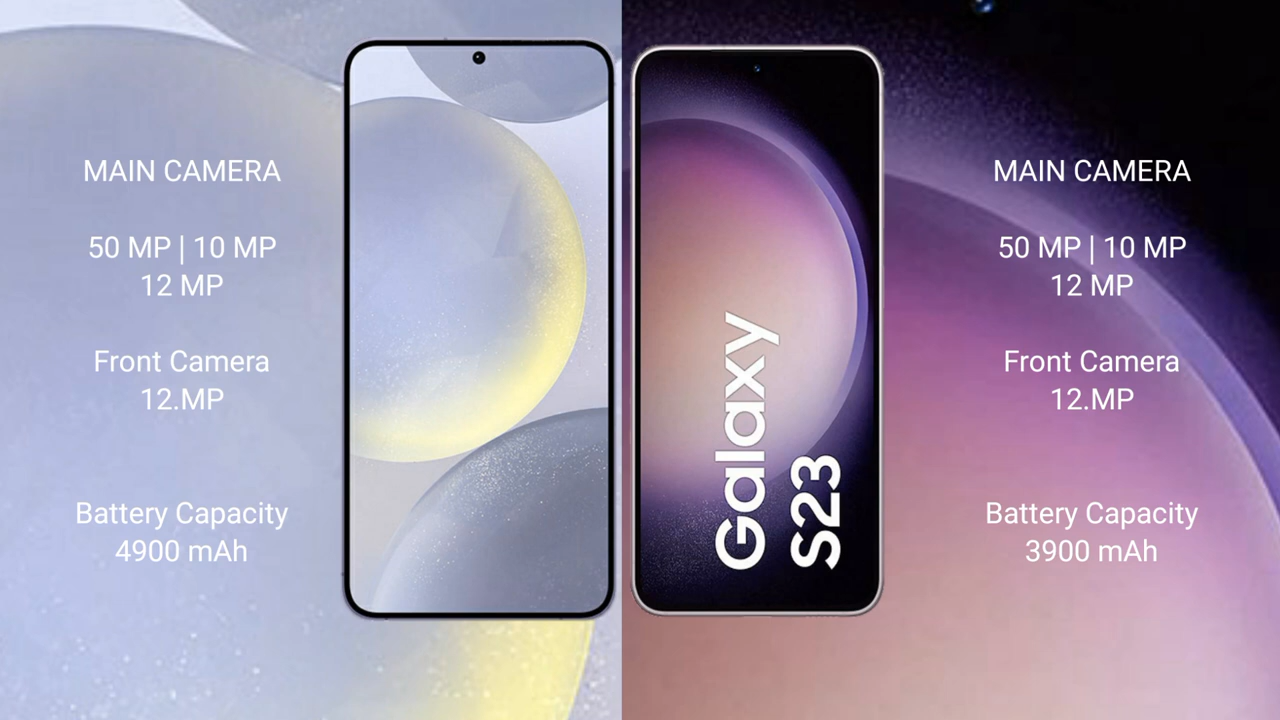 MAIN CAMERA
50 MP | 10 MP
12 MP
Front Camera
12.MP
Battery Capacity
4900 mAh
Galaxy
S23
MAIN CAMERA
50 MP | 10 MP
12 MP
Front Camera
12.MP
Battery Capacity
3900 mAh